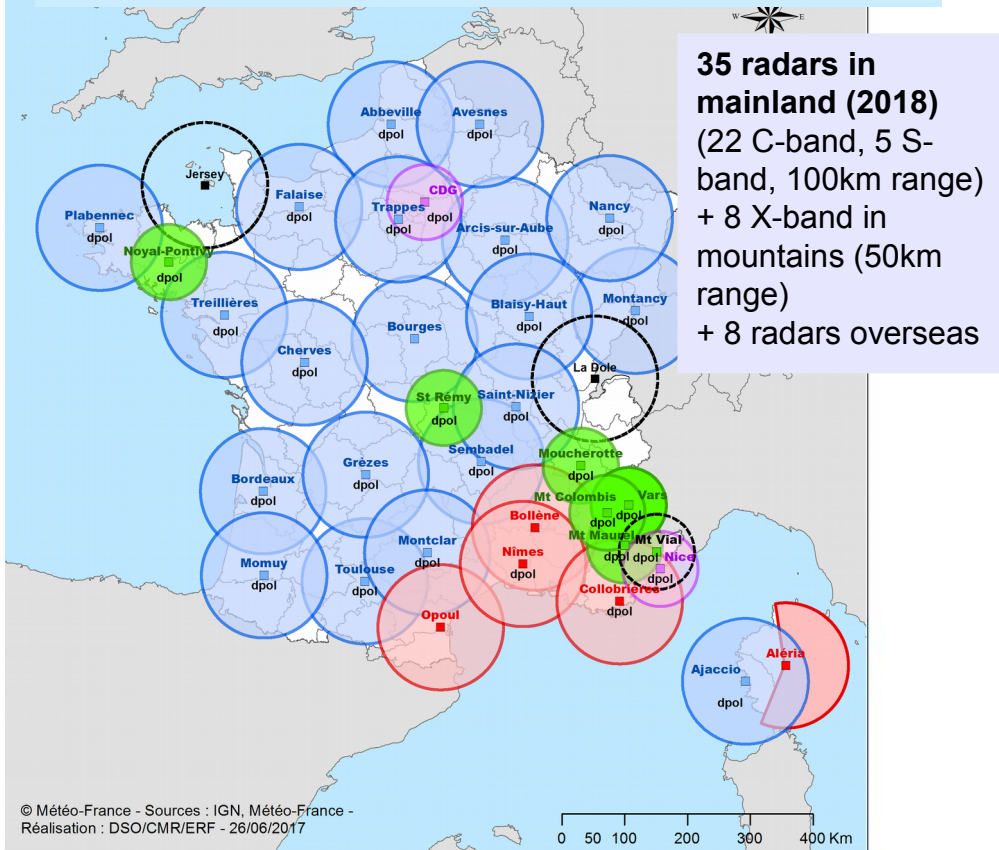 W E
35 radars in
mainland (2018)
(22 C-band, 5 S-
band, 100km range)
+ 8 X-band in
mountains (50km
range)
+ 8 radars overseas
Abbeville
dpol
Avesnes
dpol
Jersey
Plabennec
dpol
Noyal-Pontivy
dpol
Falaise
dpol
CDG
dpol
Trappes
dpol
Arcis-sur-Aube
dpol
Nancy
dpol
Treillières
dpol
Blaisy-Haut
dpol
Montancy
dpol
Bourges
Cherves
dpol
La Dole
St Rémy
dpol
Saint-Nizier
dpol
Sembadel
dpol
Moucherotte
dpol
Grèzes
dpol
Bordeaux
dpol
Mt Colombis
dpol
Vars
dpol
Bollène
Mt Maurel
dpol
Mt Vial
dpol
Nice
dpol
Nîmes
dpol
Montclar
dpol
Momuy
dpol
Toulouse
dpol
Collobrières
dpol
Opoul
Ajaccio
dpol
Aléria
© Météo-France - Sources : IGN, Météo-France -
Réalisation : DSO/CMR/ERF - 26/06/2017
0 50 100 200 300 400 Km